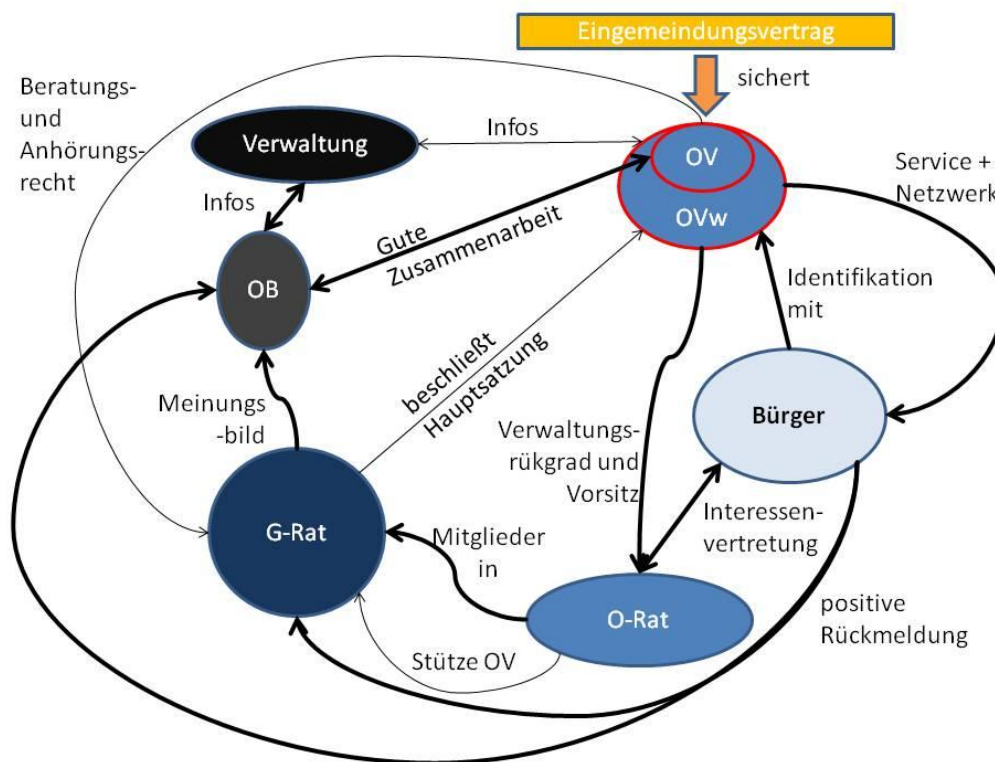 Eingemeindungsvertrag
sichert
Beratungs-
und
Anhörungs-
recht
Verwaltung
Infos
OV
OVw
Service +
Netzwerk
Infos
Gute
Zusammenarbeit
OB
Identifikation
mit
beschließt
Hauptsatzung
Meinungs
-bild
Bürger
Verwaltungs-
rükgrad und
Vorsitz
G-Rat
Mitglieder
in
Interessen-
vertretung
O-Rat
positive
Rückmeldung
Stütze OV